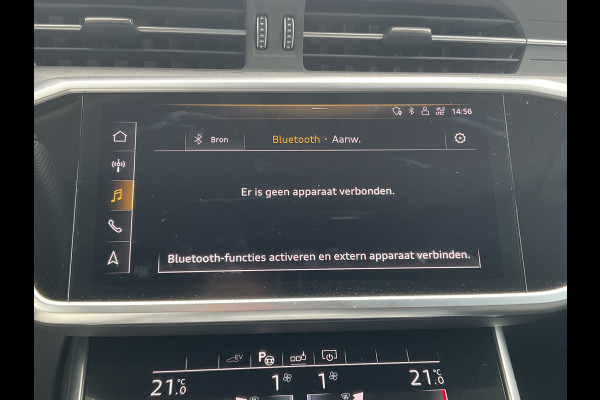 14:56
Bron
Bluetooth · Aanw.
Er is geen apparaat verbonden.
Bluetooth-functies activeren en extern apparaat verbinden.
EV
P
21.0 °C 1 1 21.0 °C